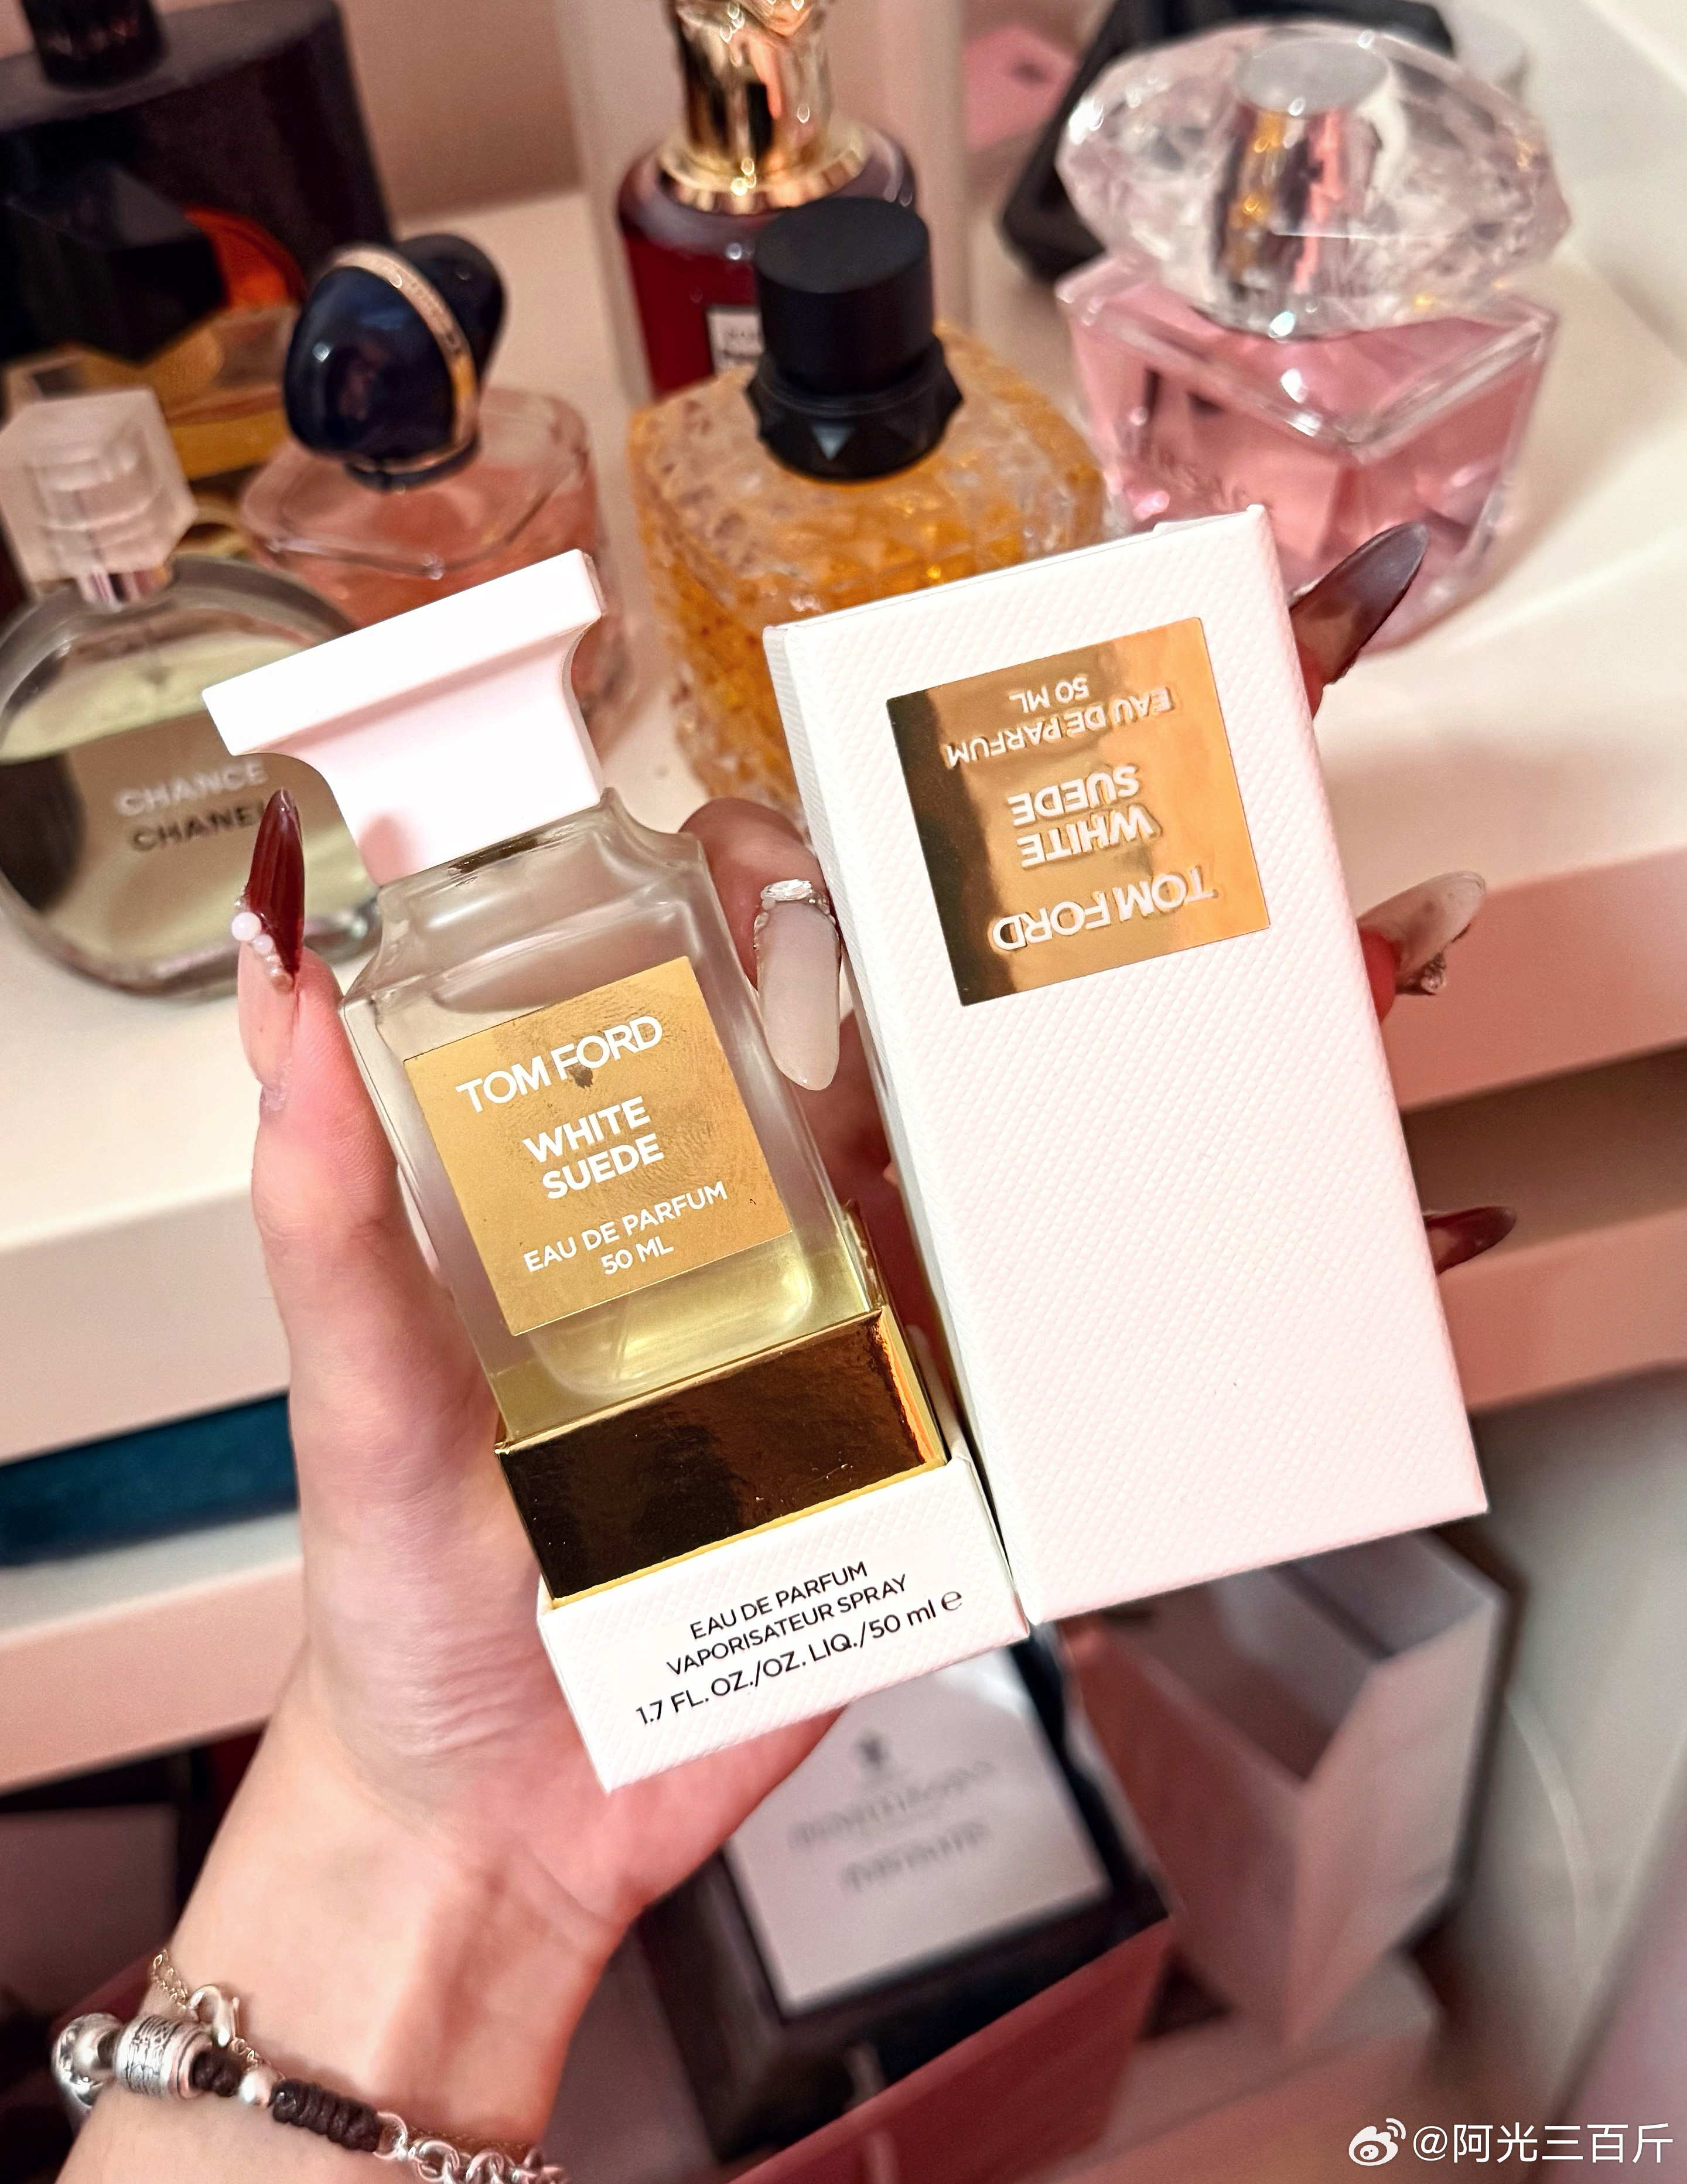 CHANCE
CHANEL
TOM FORD
WHITE
SUEDE
EAU DE PARFUM
50 ML
EAU DE PARFUM
VAPORISATEUR SPRAY
1.7 FL. OZ./OZ. LIQ./50 ml ℮
TOM FORD
WHITE
SUEDE
EAU DE PARFUM
50 ML
@阿光三百斤